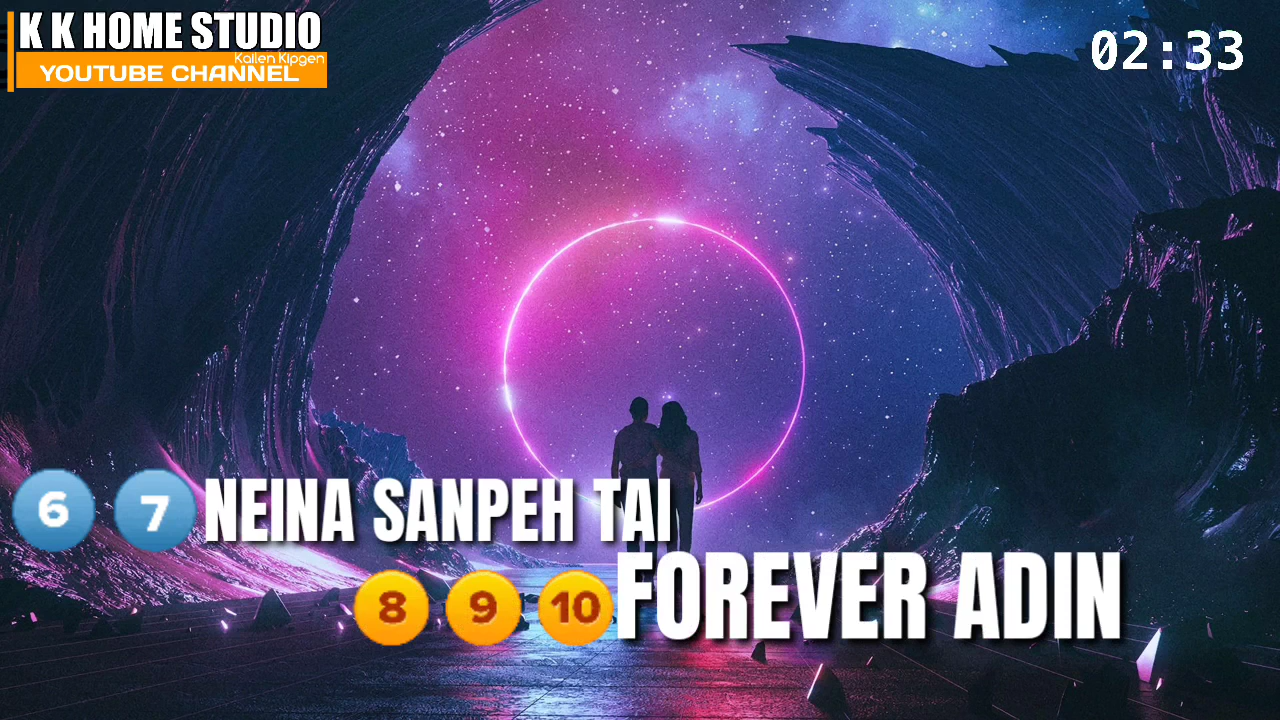 K K HOME STUDIO
Kailen Kipgen
YOUTUBE CHANNEL
02:33
6 7 NEINA SANPEH TAI
8 9 10 FOREVER ADIN